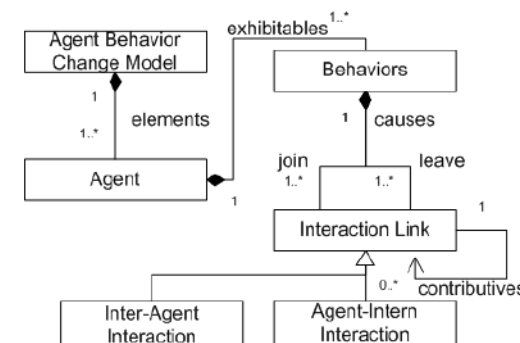 exhibitables
1..*
Agent Behavior
Change Model
Behaviors
1
elements
1..*
1
causes
join
1..*
1..*
leave
Agent
1
1
Interaction Link
0..*
contributives
Inter-Agent
Interaction
Agent-Intern
Interaction